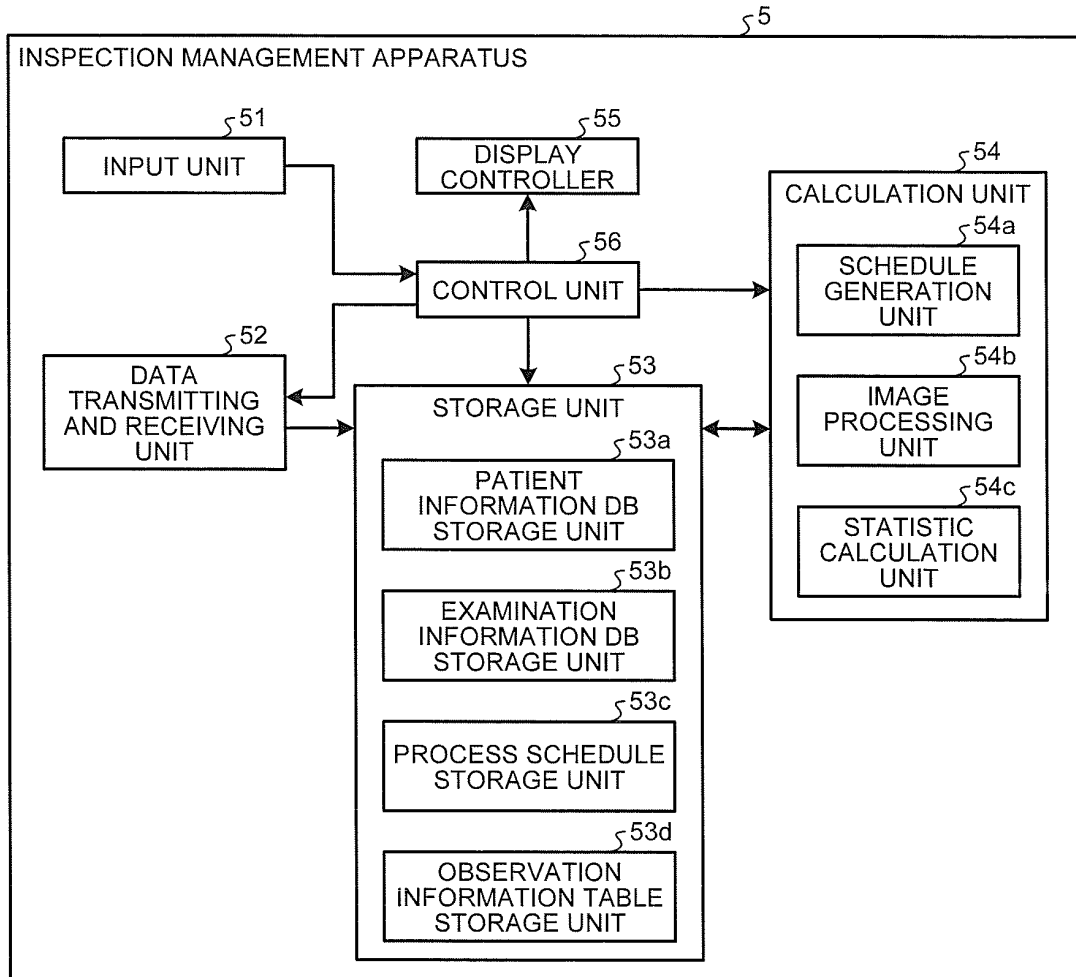 5
INSPECTION MANAGEMENT APPARATUS
51
INPUT UNIT
55
DISPLAY
CONTROLLER
56
CONTROL UNIT
52
DATA
TRANSMITTING
AND RECEIVING
UNIT
53
STORAGE UNIT
53a
PATIENT
INFORMATION DB
STORAGE UNIT
53b
EXAMINATION
INFORMATION DB
STORAGE UNIT
53c
PROCESS SCHEDULE
STORAGE UNIT
53d
OBSERVATION
INFORMATION TABLE
STORAGE UNIT
54
CALCULATION UNIT
54a
SCHEDULE
GENERATION
UNIT
54b
IMAGE
PROCESSING
UNIT
54c
STATISTIC
CALCULATION
UNIT